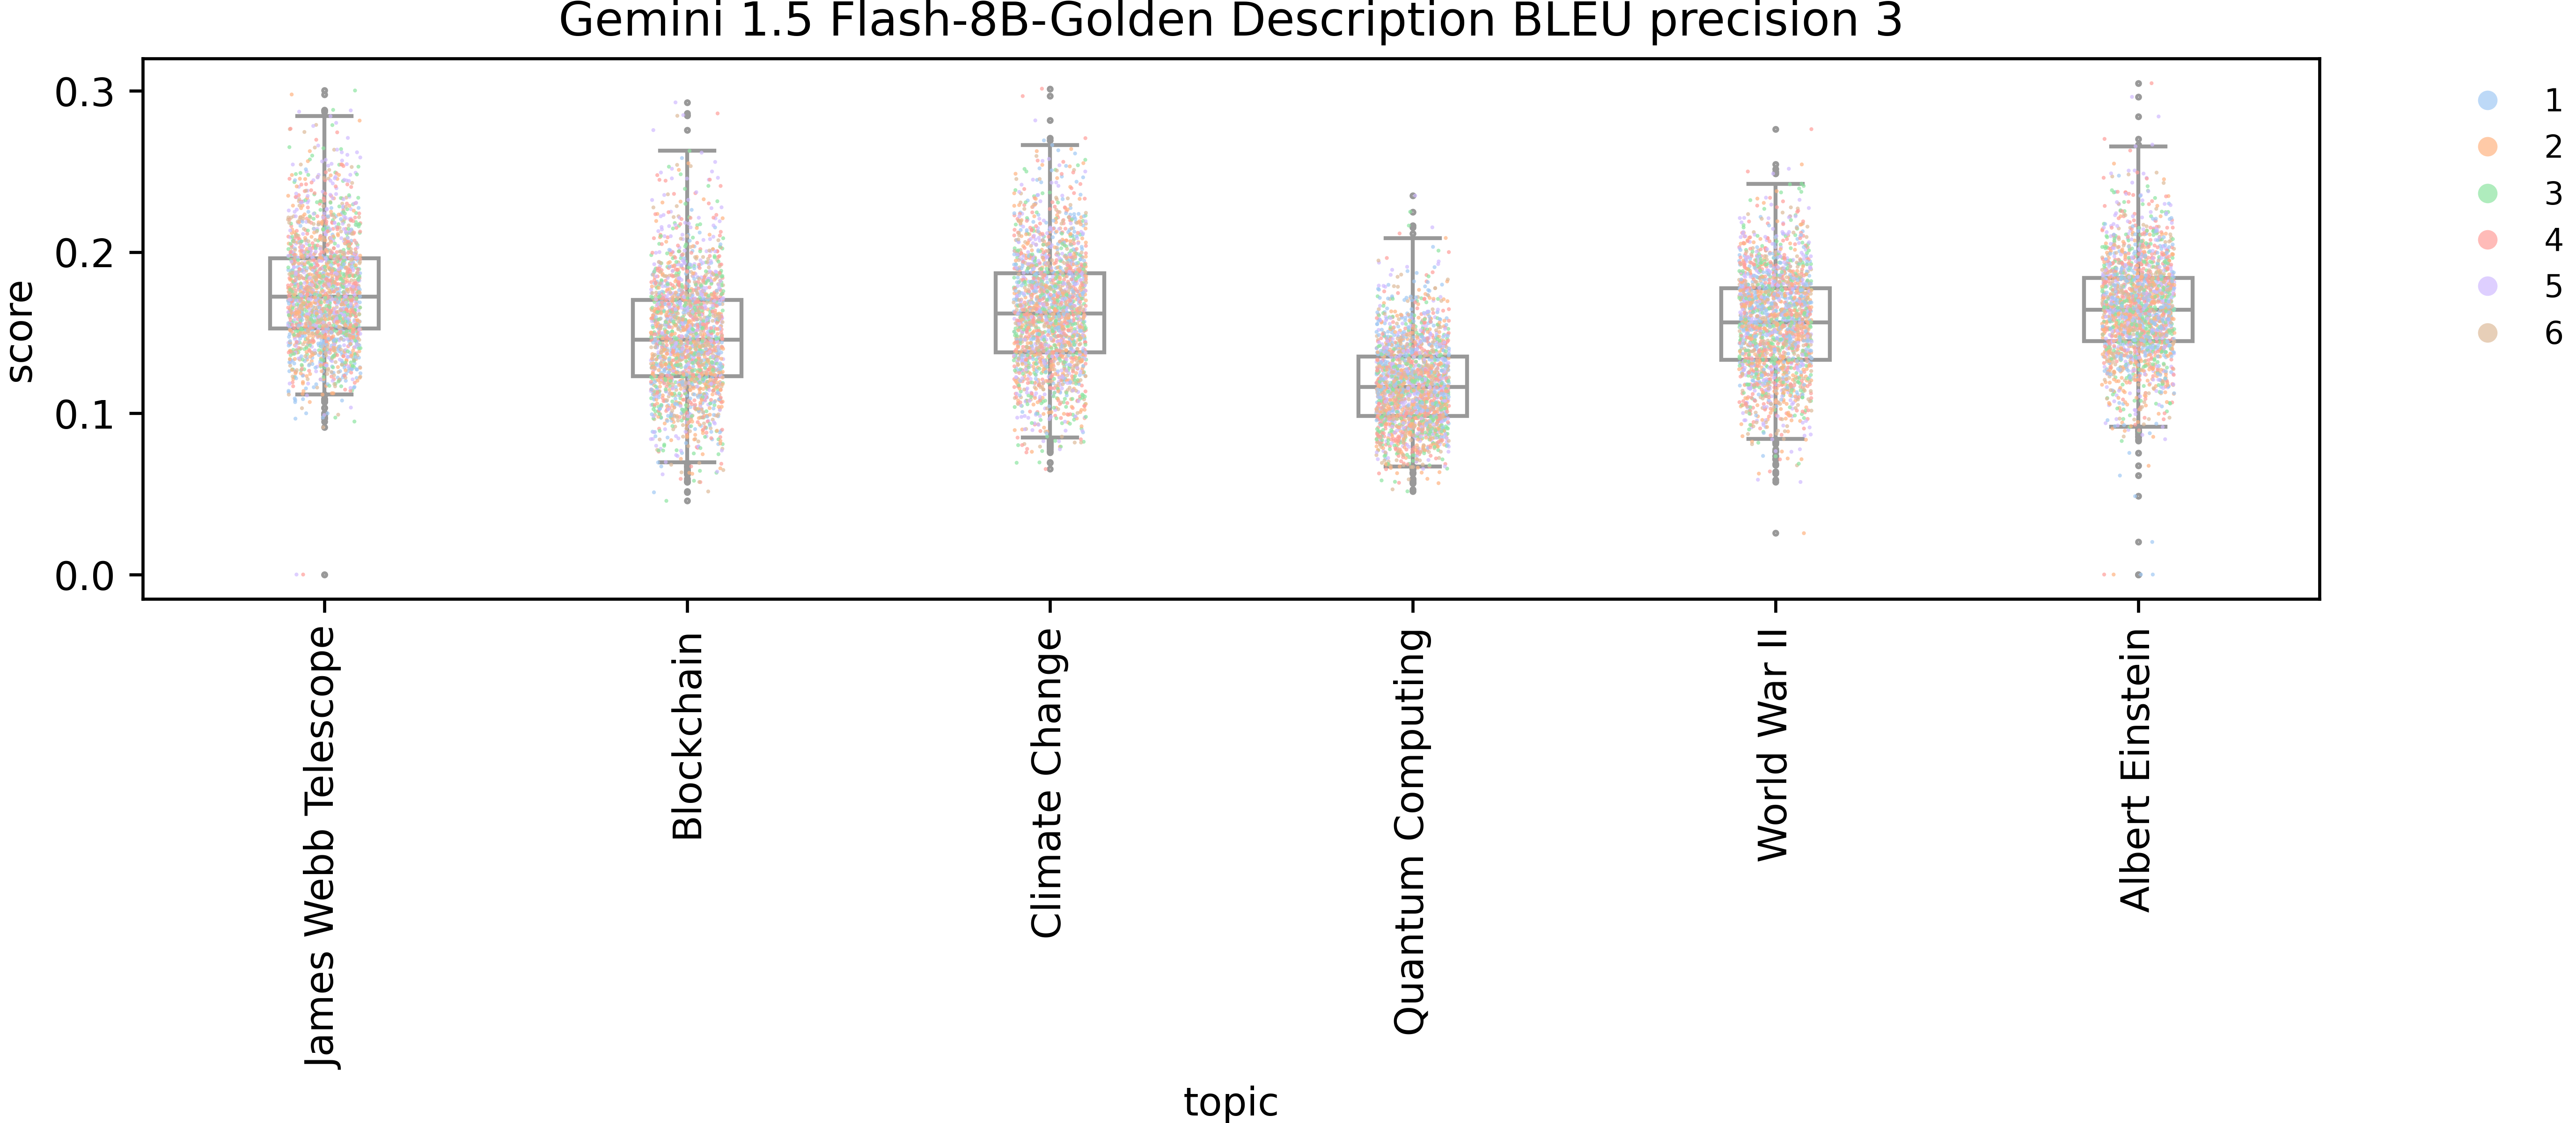 Gemini 1.5 Flash-8B-Golden Description BLEU precision 3
score
0.3
0.2
0.1
0.0
James Webb Telescope
Blockchain
Climate Change
Quantum Computing
World War II
Albert Einstein
topic
1
2
3
4
5
6